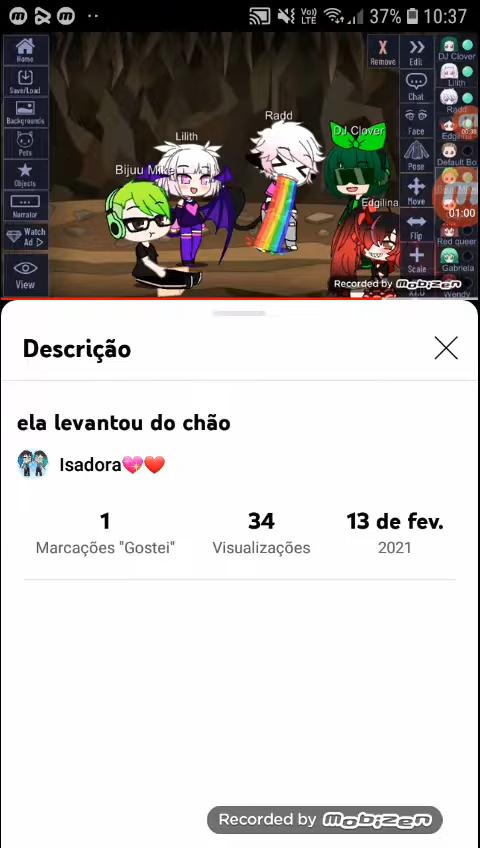 37% 10:37
Home
Save/Load
Backgrounds
Pets
Objects
Narrator
Watch
Ad
View
Bijuu Mike
Lilith
Radd
DJ Clover
Edgilina
X
Remove
Edit
Chat
Face
Pose
Move
Flip
Scale
DJ Clover
Lilith
Radd
Default Bo
Red queer
Gabriela
Wendy
00:38
01:00
Recorded by MOBIZEN
Descrição
ela levantou do chão
Isadora
1
Marcações "Gostei"
34
Visualizações
13 de fev.
2021
Recorded by MOBIZEN